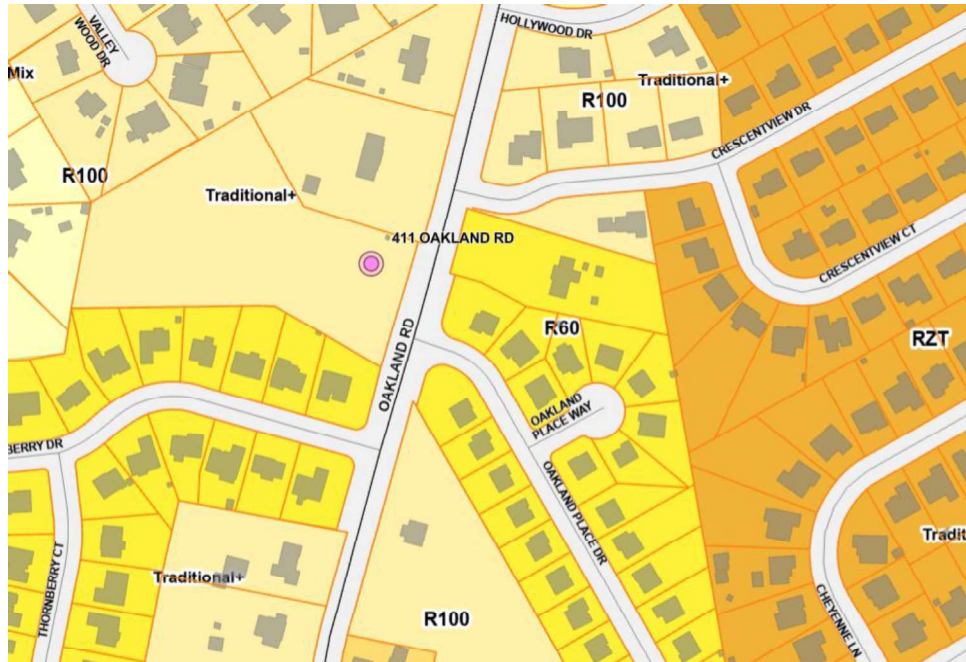 HOLLYWOOD DR
VALLEY
WOOD DR
Mix
Traditional+
R100
CRESCENTVIEW DR
R100
Traditional+
411 OAKLAND RD
CRESCENTVIEW CT
R60
RZT
OAKLAND RD
OAKLAND
PLACE WAY
BERRY DR
OAKLAND PLACE DR
Tradit
THORNBERRY CT
Traditional+
CHEYENNE LN
R100